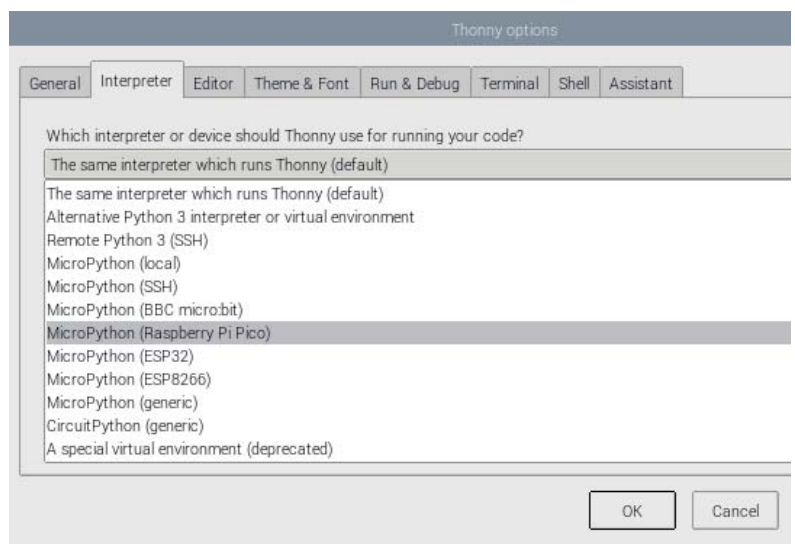 Thonny options
General Interpreter Editor Theme & Font Run & Debug Terminal Shell Assistant
Which interpreter or device should Thonny use for running your code?
The same interpreter which runs Thonny (default)
The same interpreter which runs Thonny (default)
Alternative Python 3 interpreter or virtual environment
Remote Python 3 (SSH)
MicroPython (local)
MicroPython (SSH)
MicroPython (BBC micro:bit)
MicroPython (Raspberry Pi Pico)
MicroPython (ESP32)
MicroPython (ESP8266)
MicroPython (generic)
CircuitPython (generic)
A special virtual environment (deprecated)
OK Cancel